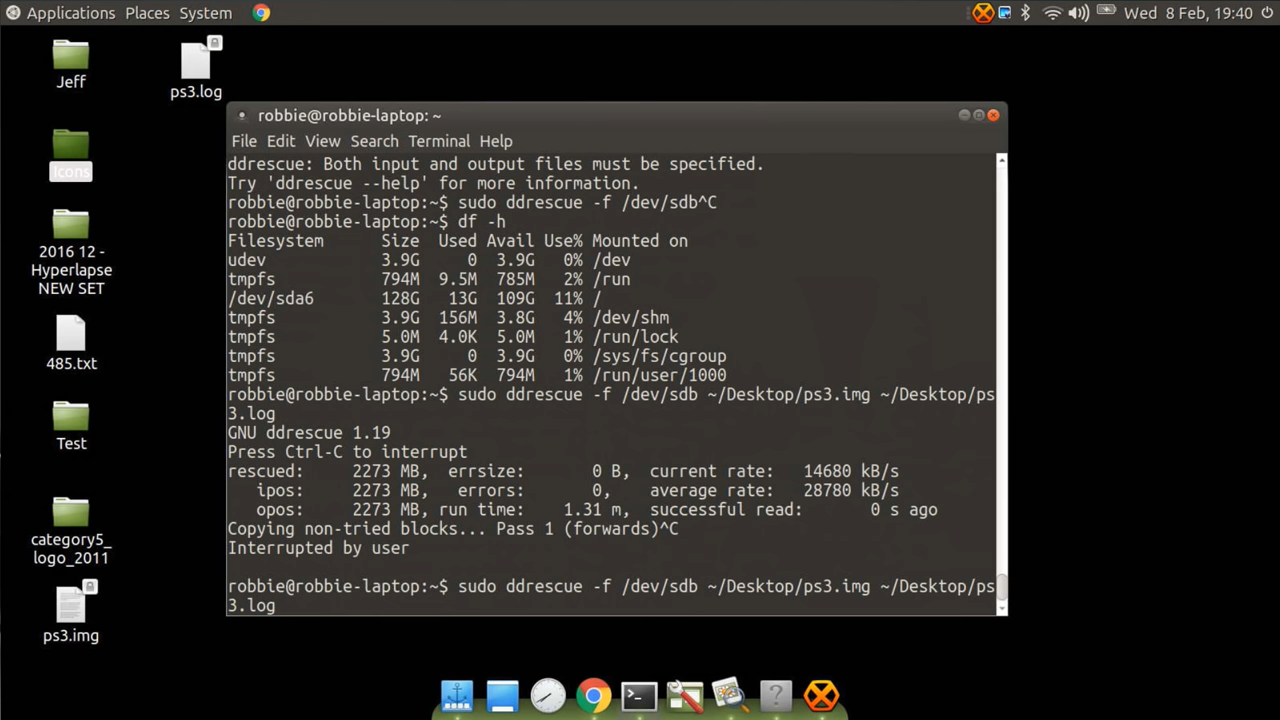 Applications Places System Wed 8 Feb, 19:40
Jeff
ps3.log
Icons
2016 12 -
Hyperlapse
NEW SET
485.txt
Test
category5_
logo_2011
ps3.img
robbie@robbie-laptop: ~
File Edit View Search Terminal Help
ddrescue: Both input and output files must be specified.
Try 'ddrescue --help' for more information.
robbie@robbie-laptop:~$ sudo ddrescue -f /dev/sdb^C
robbie@robbie-laptop:~$ df -h
Filesystem Size Used Avail Use% Mounted on
udev 3.9G 0 3.9G 0% /dev
tmpfs 794M 9.5M 785M 2% /run
/dev/sda6 128G 13G 109G 11% /
tmpfs 3.9G 156M 3.8G 4% /dev/shm
tmpfs 5.0M 4.0K 5.0M 1% /run/lock
tmpfs 3.9G 0 3.9G 0% /sys/fs/cgroup
tmpfs 794M 56K 794M 1% /run/user/1000
robbie@robbie-laptop:~$ sudo ddrescue -f /dev/sdb ~/Desktop/ps3.img ~/Desktop/ps
3.log
GNU ddrescue 1.19
Press Ctrl-C to interrupt
rescued: 2273 MB, errsize: 0 B, current rate: 14680 kB/s
ipos: 2273 MB, errors: 0, average rate: 28780 kB/s
opos: 2273 MB, run time: 1.31 m, successful read: 0 s ago
Copying non-tried blocks... Pass 1 (forwards)^C
Interrupted by user
robbie@robbie-laptop:~$ sudo ddrescue -f /dev/sdb ~/Desktop/ps3.img ~/Desktop/ps
3.log